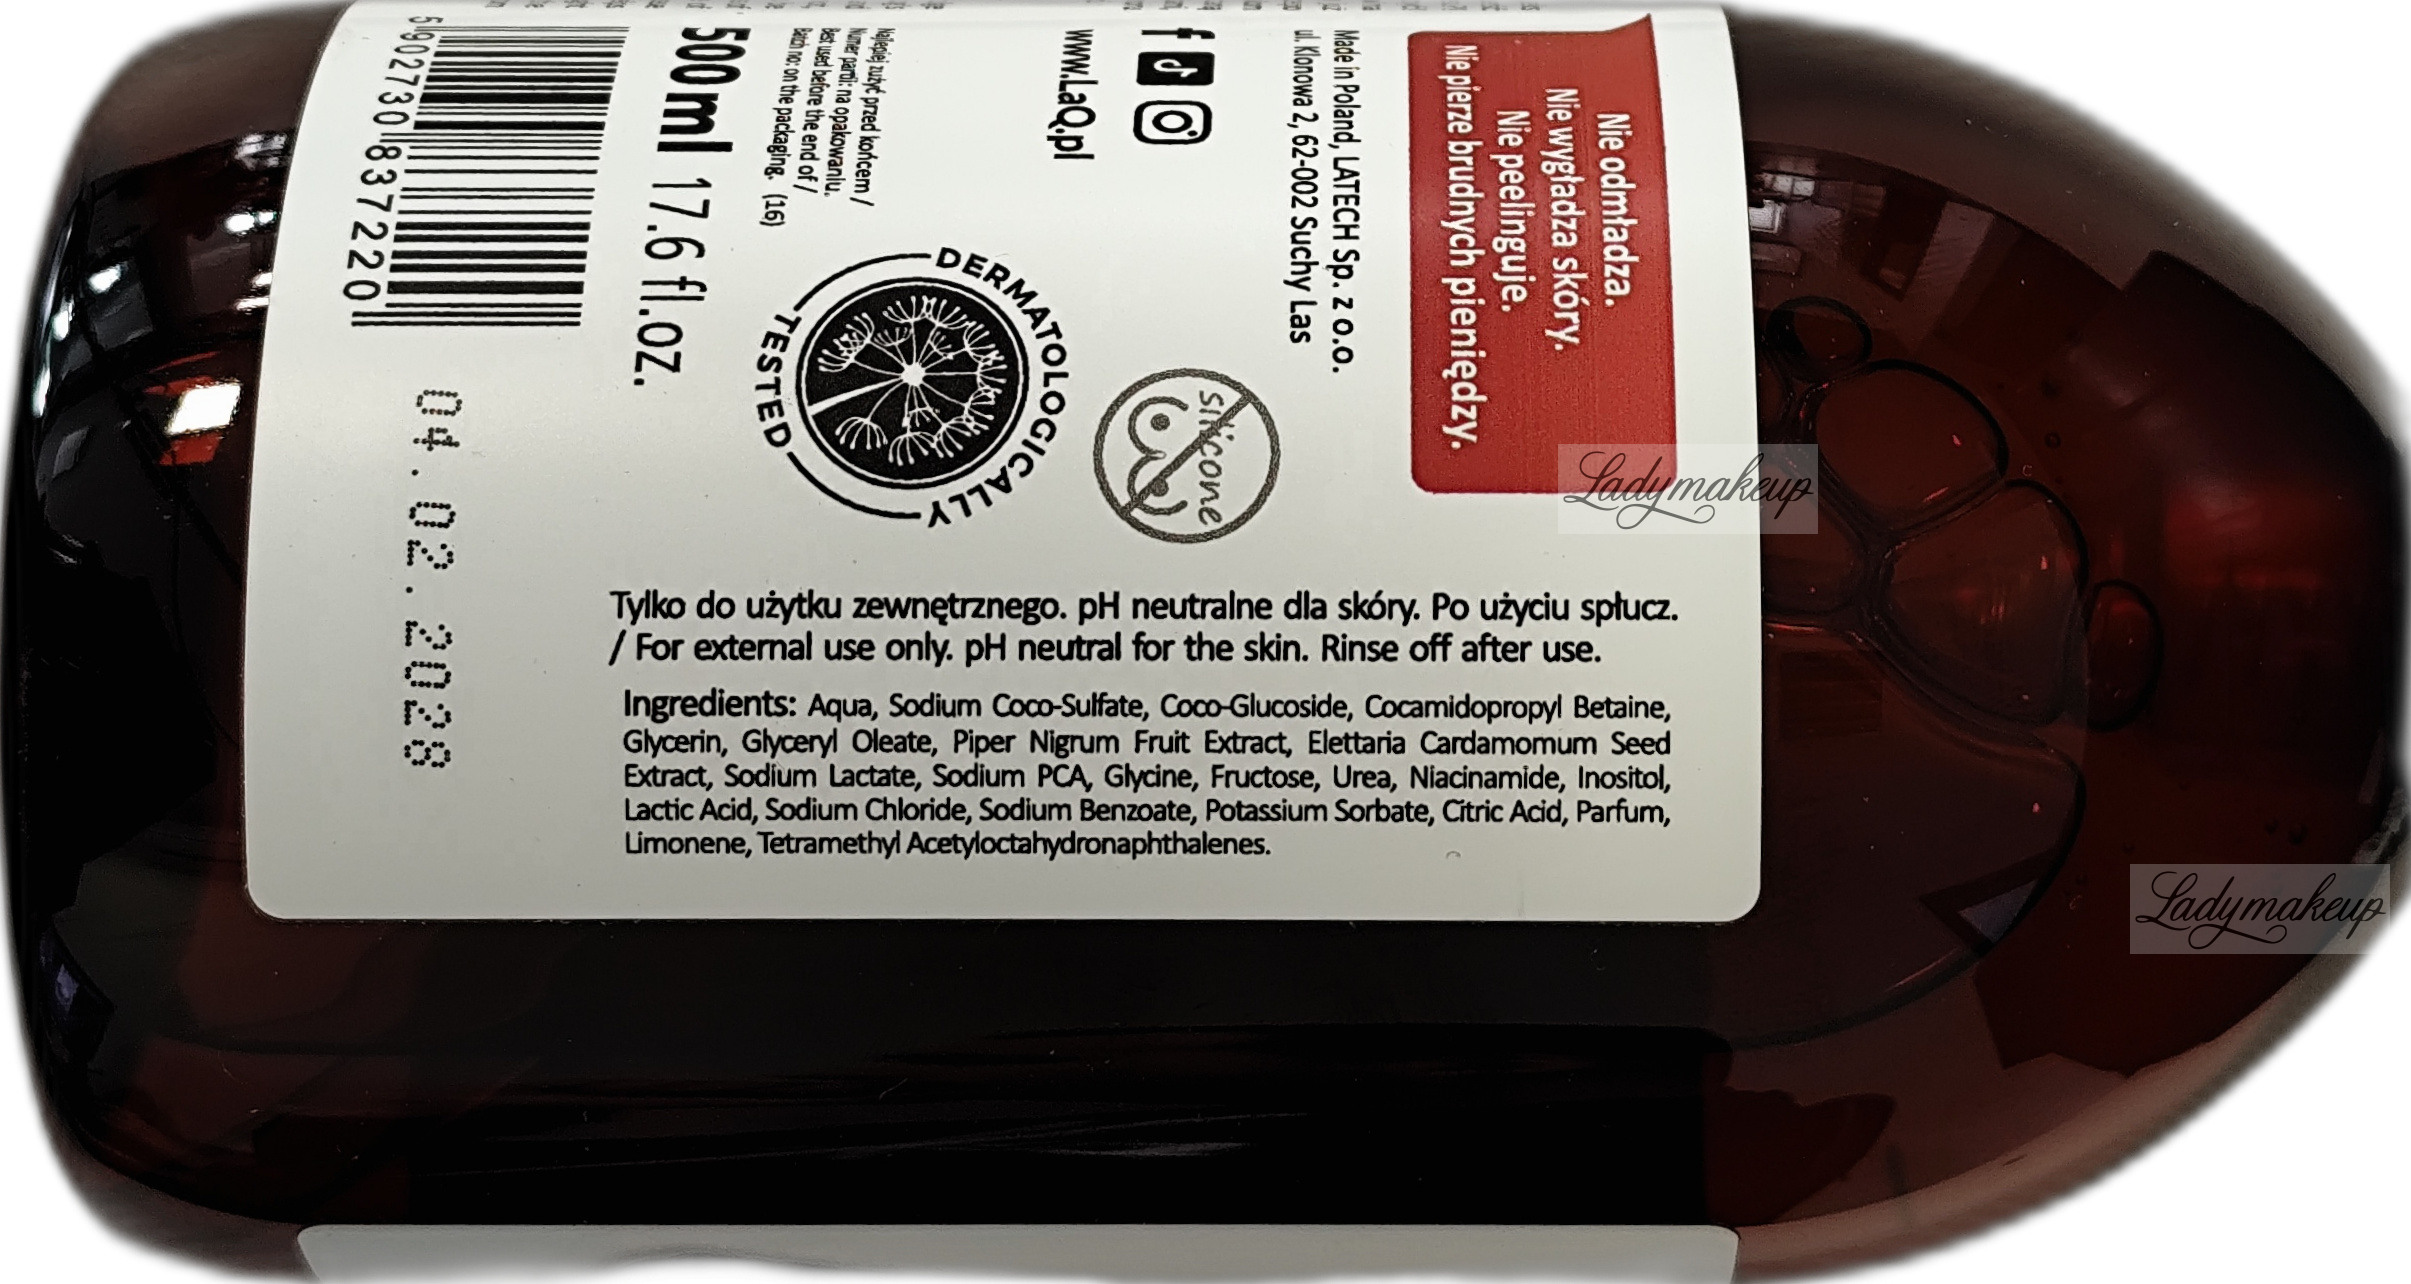 Nie odmładza.
Nie wygładza skóry.
Nie peelinguje.
Nie pierze brudnych pieniędzy.
Made in Poland, LATECH Sp. z o.o.
ul. Klonowa 2, 62-002 Suchy Las
www.LaQ.pl
silicone
DERMATOLOGICALLY
TESTED
Najlepiej zużyć przed końcem /
Numer partii: na opakowaniu.
Best used before the end of /
Batch no: on the packaging. (16)
500ml 17.6 fl.oz.
5902730837220
04.02.2028
Tylko do użytku zewnętrznego. pH neutralne dla skóry. Po użyciu spłucz.
/ For external use only. pH neutral for the skin. Rinse off after use.
Ingredients: Aqua, Sodium Coco-Sulfate, Coco-Glucoside, Cocamidopropyl Betaine,
Glycerin, Glyceryl Oleate, Piper Nigrum Fruit Extract, Elettaria Cardamomum Seed
Extract, Sodium Lactate, Sodium PCA, Glycine, Fructose, Urea, Niacinamide, Inositol,
Lactic Acid, Sodium Chloride, Sodium Benzoate, Potassium Sorbate, Citric Acid, Parfum,
Limonene, Tetramethyl Acetyloctahydronaphthalenes.
Ladymakeup
Ladymakeup